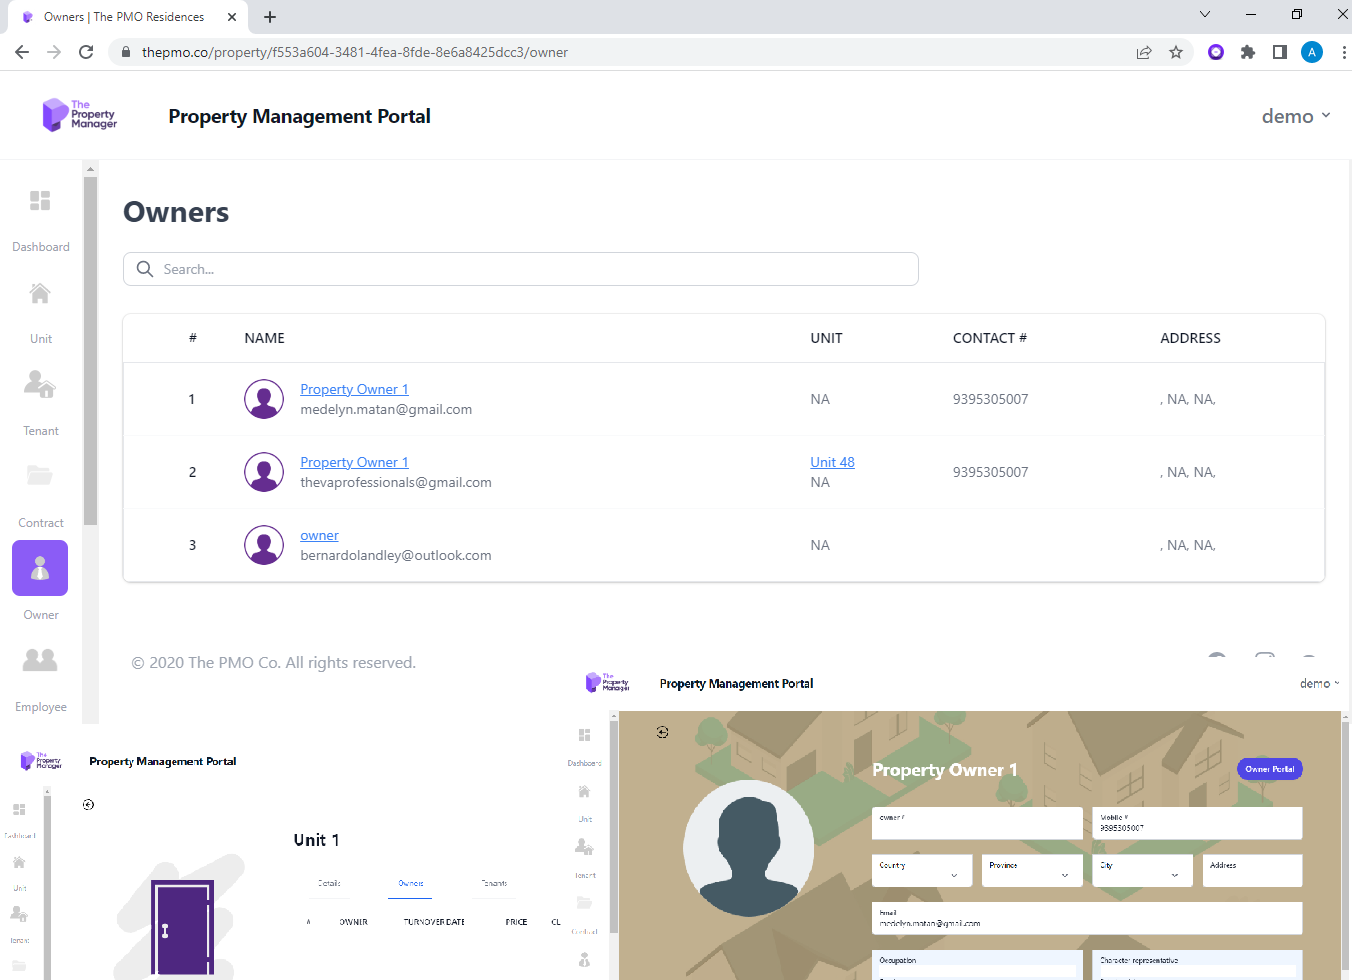 Owners | The PMO Residences
thepmo.co/property/f553a604-3481-4fea-8fde-8e6a8425dcc3/owner
A
The Property Manager
Property Management Portal
demo
Dashboard
Unit
Tenant
Contract
Owner
Employee
Owners
Search...
# NAME UNIT CONTACT # ADDRESS
1 Property Owner 1 NA 9395305007 , NA, NA,
medelyn.matan@gmail.com
2 Property Owner 1 Unit 48 9395305007 , NA, NA,
thevaprofessionals@gmail.com NA
3 owner NA , NA, NA,
bernardolandley@outlook.com
© 2020 The PMO Co. All rights reserved.
The Property Manager
Property Management Portal
Dashboard
Unit
Tenant
Unit 1
Details Owners Tenants
# OWNER TURNOVER DATE PRICE CL
The Property Manager
Property Management Portal
demo
Dashboard
Unit
Tenant
Contract
Property Owner 1
Owner Portal
owner #
Mobile #
9395305007
Country Province City Address
Email
medelyn.matan@gmail.com
Occupation Character representative